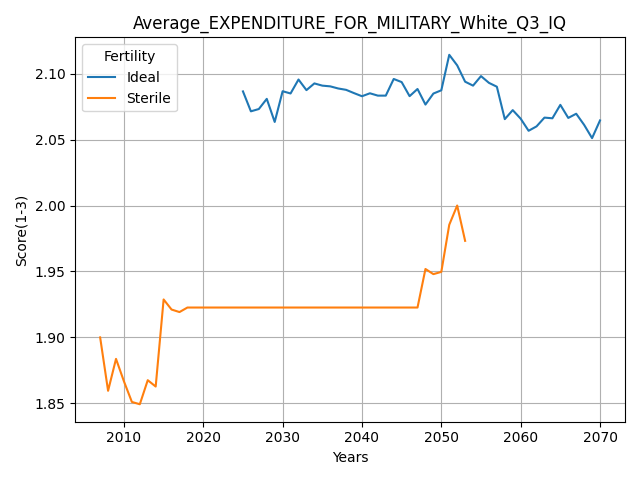 Average_EXPENDITURE_FOR_MILITARY_White_Q3_IQ
Fertility
Ideal
Sterile
2.10
2.05
2.00
1.95
1.90
1.85
Score(1-3)
2010 2020 2030 2040 2050 2060 2070
Years